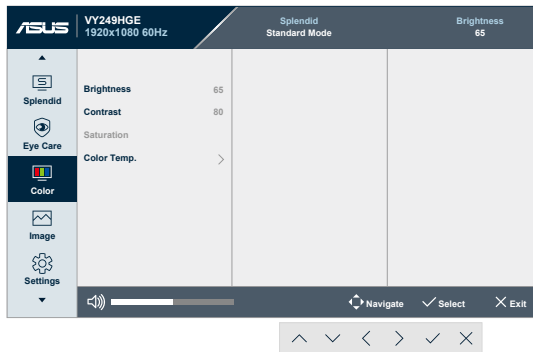 ASUS
VY249HGE
1920x1080 60Hz
Splendid
Standard Mode
Brightness
65
Splendid
Eye Care
Color
Image
Settings
Brightness 65
Contrast 80
Saturation
Color Temp.
Navigate Select Exit